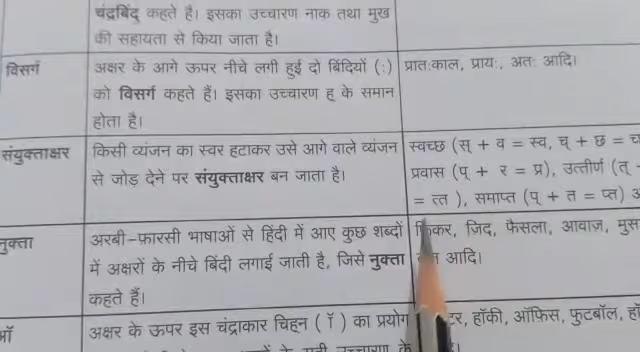 चंद्रबिंदु कहते है। इसका उच्चारण नाक तथा मुख
की सहायता से किया जाता है।
विसर्ग
अक्षर के आगे ऊपर नीचे लगी हुई दो बिंदियों (:)
को विसर्ग कहते हैं। इसका उच्चारण ह् के समान
होता है।
प्रातःकाल, प्रायः, अतः आदि।
संयुक्ताक्षर
किसी व्यंजन का स्वर हटाकर उसे आगे वाले व्यंजन
से जोड़ देने पर संयुक्ताक्षर बन जाता है।
स्वच्छ (स् + व = स्व, च् + छ =
प्रवास (प् + र = प्र), उत्तीर्ण (त्
= त्त ), समाप्त (प् + त = प्त)
नुक्ता
अरबी-फ़ारसी भाषाओं से हिंदी में आए कुछ शब्दों
में अक्षरों के नीचे बिंदी लगाई जाती है, जिसे नुक्ता
कहते हैं।
जिद, फैसला, आवाज़,
आदि।
ऑ
अक्षर के ऊपर इस चंद्राकार चिह्न (ॉ) का प्रयोग
हॉकी, ऑफिस, फुटबॉल,
उच्चारण के